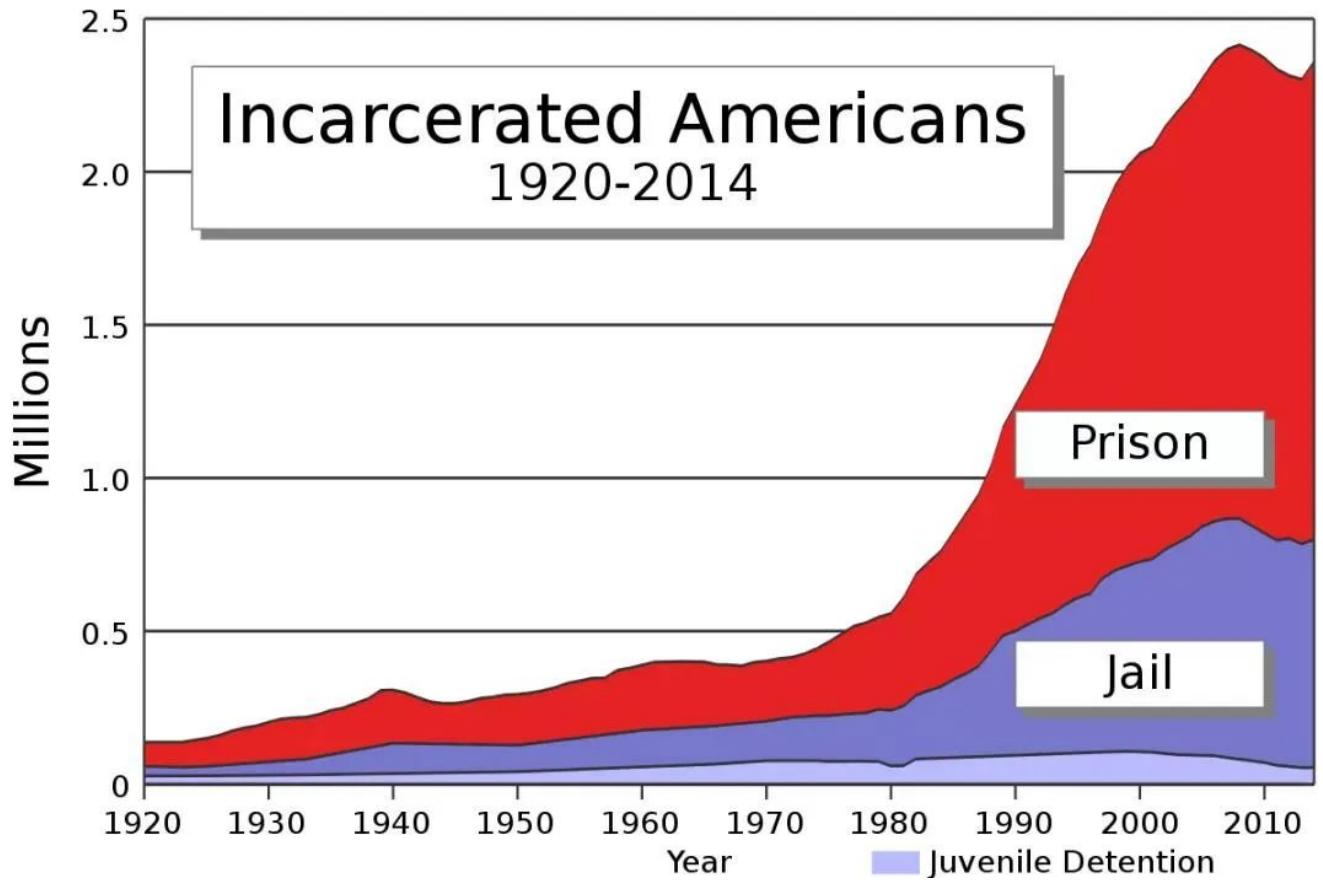 Incarcerated Americans
1920-2014
Millions
2.5
2.0
1.5
1.0
0.5
0
Prison
Jail
1920 1930 1940 1950 1960 1970 1980 1990 2000 2010
Year
Juvenile Detention